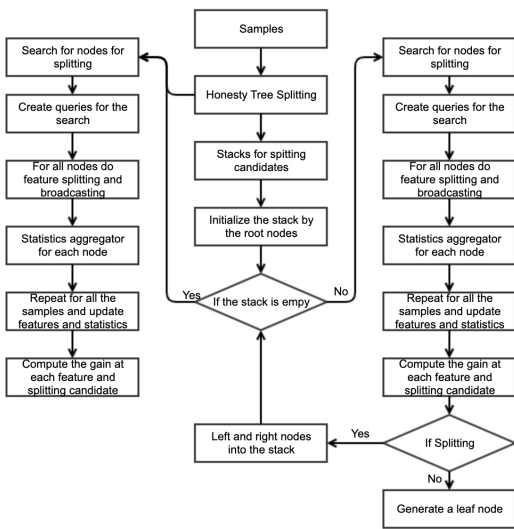 Samples
Honesty Tree Splitting
Stacks for spitting
candidates
Initialize the stack by
the root nodes
If the stack is empy
Yes
No
Search for nodes for
splitting
Create queries for the
search
For all nodes do
feature splitting and
broadcasting
Statistics aggregator
for each node
Repeat for all the
samples and update
features and statistics
Compute the gain at
each feature and
splitting candidate
Search for nodes for
splitting
Create queries for the
search
For all nodes do
feature splitting and
broadcasting
Statistics aggregator
for each node
Repeat for all the
samples and update
features and statistics
Compute the gain at
each feature and
splitting candidate
If Splitting
Yes
Left and right nodes
into the stack
No
Generate a leaf node